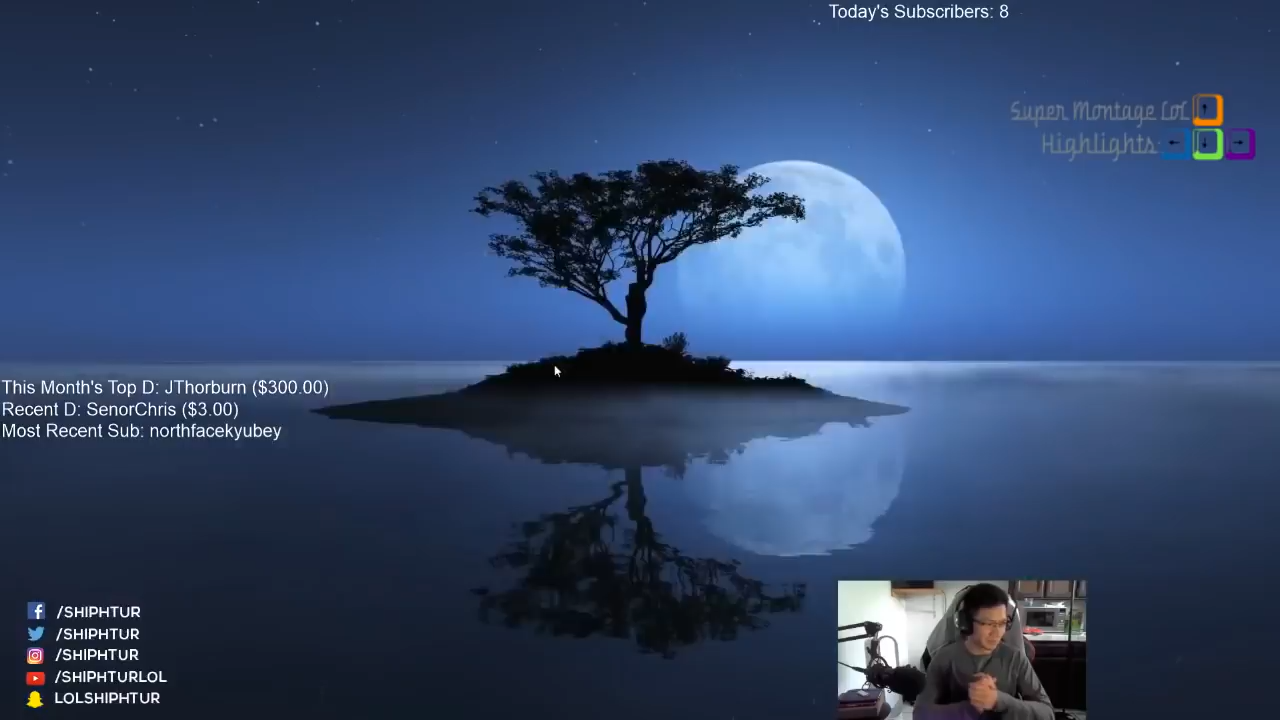 Today's Subscribers: 8
Super Montage LoL
Highlights
This Month's Top D: JThorburn ($300.00)
Recent D: SenorChris ($3.00)
Most Recent Sub: northfacekyubey
/SHIPHTUR
/SHIPHTUR
/SHIPHTUR
/SHIPHTURLOL
LOLSHIPHTUR